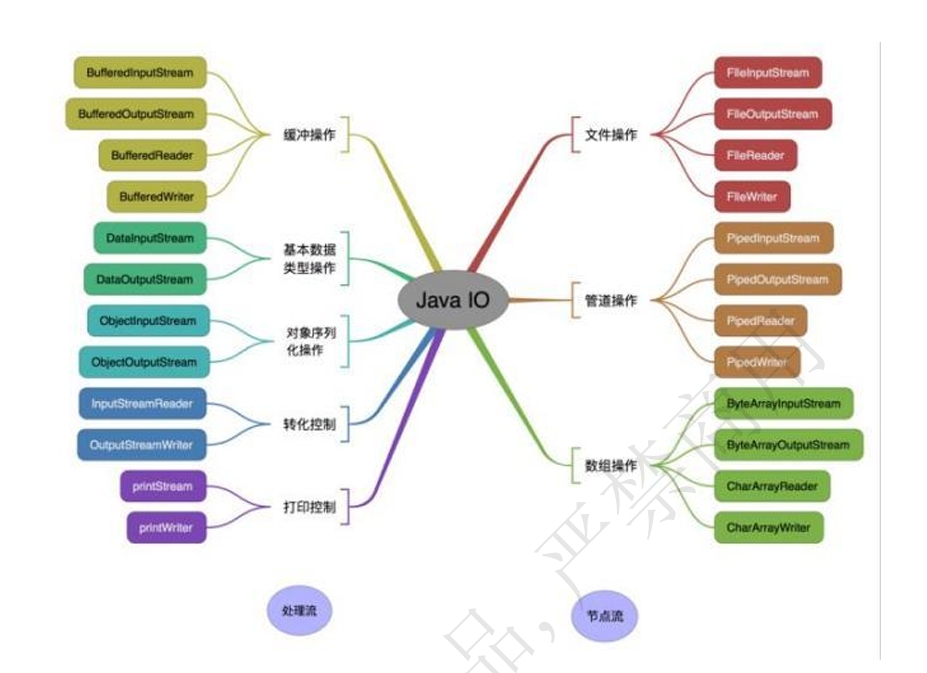 BufferedInputStream
BufferedOutputStream
BufferedReader
BufferedWriter
缓冲操作
DataInputStream
DataOutputStream
基本数据
类型操作
ObjectInputStream
ObjectOutputStream
对象序列
化操作
InputStreamReader
OutputStreamWriter
转化控制
printStream
printWriter
打印控制
处理流
Java IO
文件操作
FileInputStream
FileOutputStream
FileReader
FileWriter
管道操作
PipedInputStream
PipedOutputStream
PipedReader
PipedWriter
数组操作
ByteArrayInputStream
ByteArrayOutputStream
CharArrayReader
CharArrayWriter
节点流
品,严禁商用